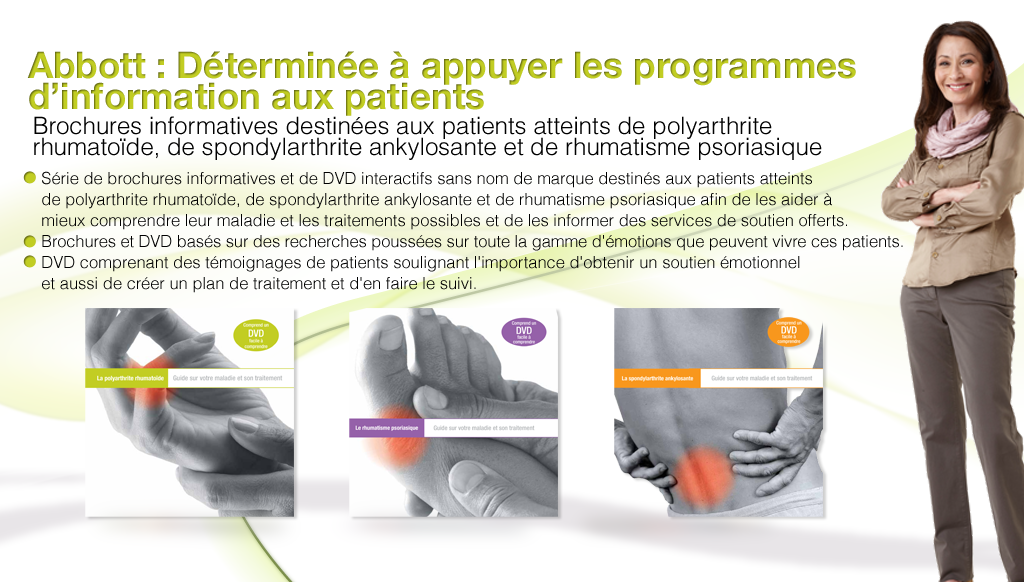 Abbott : Déterminée à appuyer les programmes
d'information aux patients
Brochures informatives destinées aux patients atteints de polyarthrite
rhumatoïde, de spondylarthrite ankylosante et de rhumatisme psoriasique
Série de brochures informatives et de DVD interactifs sans nom de marque destinés aux patients atteints
de polyarthrite rhumatoïde, de spondylarthrite ankylosante et de rhumatisme psoriasique afin de les aider à
mieux comprendre leur maladie et les traitements possibles et de les informer des services de soutien offerts.
Brochures et DVD basés sur des recherches poussées sur toute la gamme d'émotions que peuvent vivre ces patients.
DVD comprenant des témoignages de patients soulignant l'importance d'obtenir un soutien émotionnel
et aussi de créer un plan de traitement et d'en faire le suivi.
Comprend un
DVD
facile à
comprendre
La polyarthrite rhumatoïde Guide sur votre maladie et son traitement
Comprend un
DVD
facile à
comprendre
Le rhumatisme psoriasique Guide sur votre maladie et son traitement
Comprend un
DVD
facile à
comprendre
La spondylarthrite ankylosante Guide sur votre maladie et son traitement